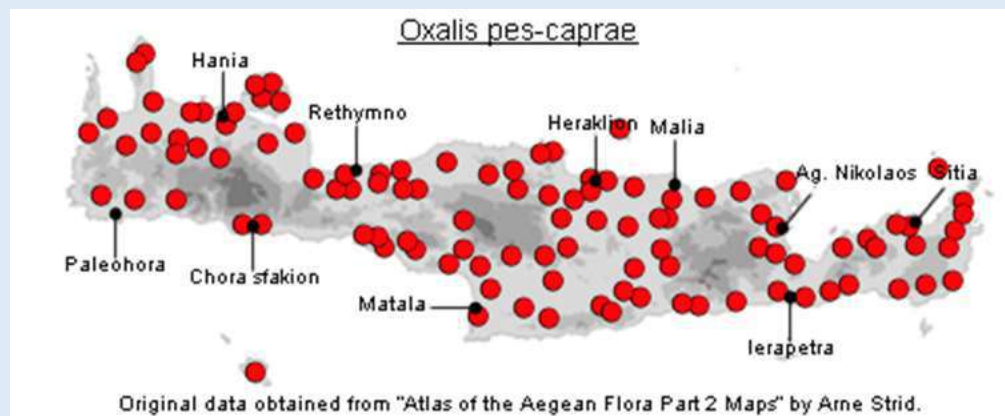 Oxalis pes-caprae
Hania
Rethymno
Heraklion
Malia
Ag. Nikolaos
Sitia
Paleohora
Chora sfakion
Matala
Ierapetra
Original data obtained from "Atlas of the Aegean Flora Part 2 Maps" by Arne Strid.